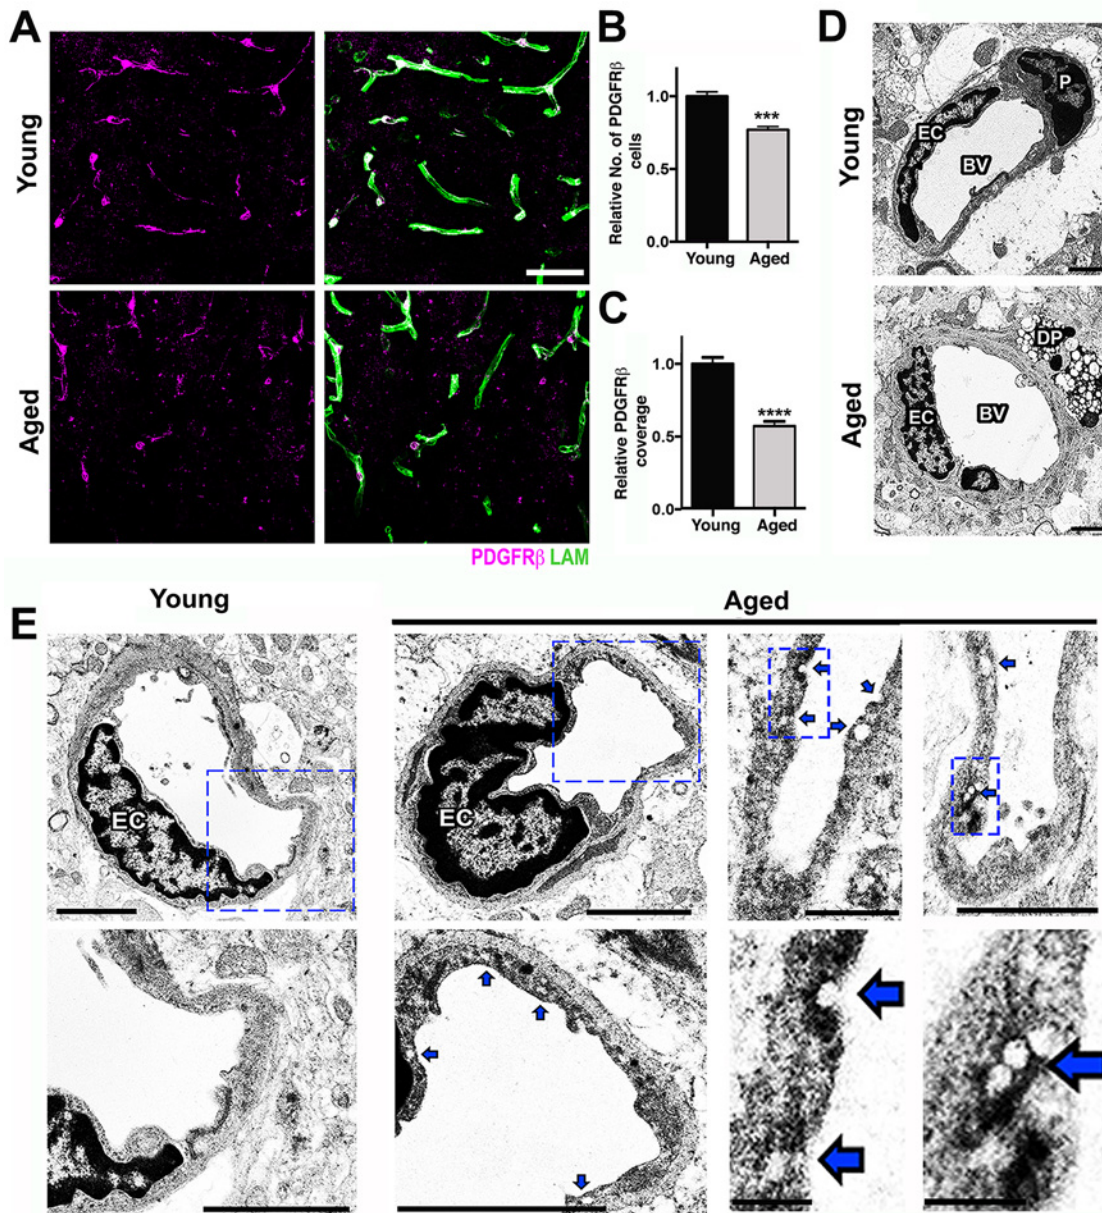 A
Young
Aged
PDGFRβ LAM
B
Relative No. of PDGFRβ
cells
1.0
0.5
0.0
***
Young
Aged
C
Relative PDGFRβ
coverage
1.0
0.5
0.0
****
Young
Aged
D
Young
P
EC
BV
Aged
DP
EC
BV
E
Young
Aged
EC
EC